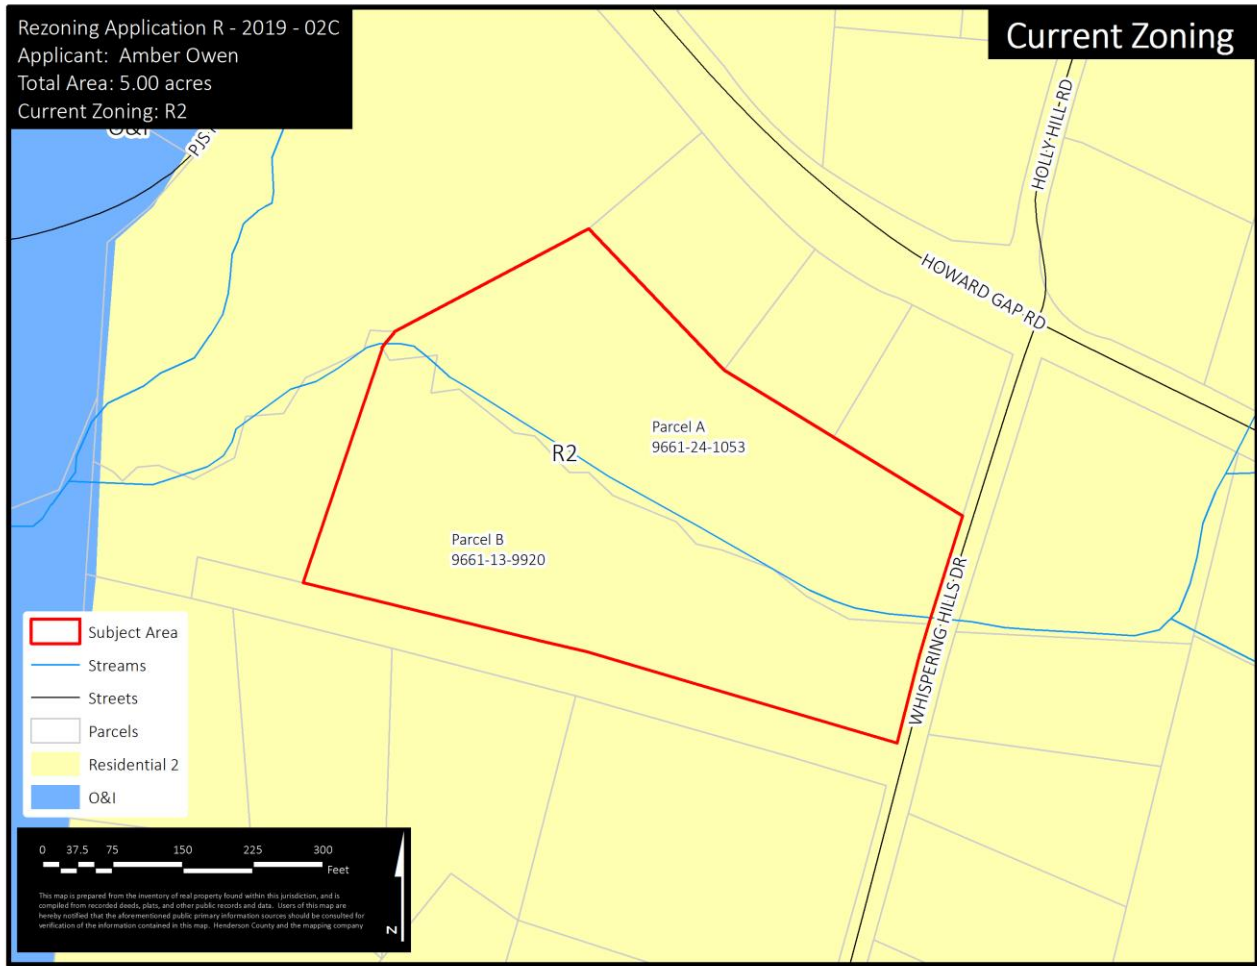 Rezoning Application R - 2019 - 02C
Applicant: Amber Owen
Total Area: 5.00 acres
Current Zoning: R2
Current Zoning
O&I
PJS
HOLLY HILL RD
HOWARD GAP RD
Parcel A
9661-24-1053
R2
Parcel B
9661-13-9920
WHISPERING HILLS DR
Subject Area
Streams
Streets
Parcels
Residential 2
O&I
0 37.5 75 150 225 300
Feet
This map is prepared from the inventory of real property found within this jurisdiction, and is
compiled from recorded deeds, plats, and other public records and data. Users of this map are
hereby notified that the aforementioned public primary information sources should be consulted for
verification of the information contained in this map. Henderson County and the mapping company
N